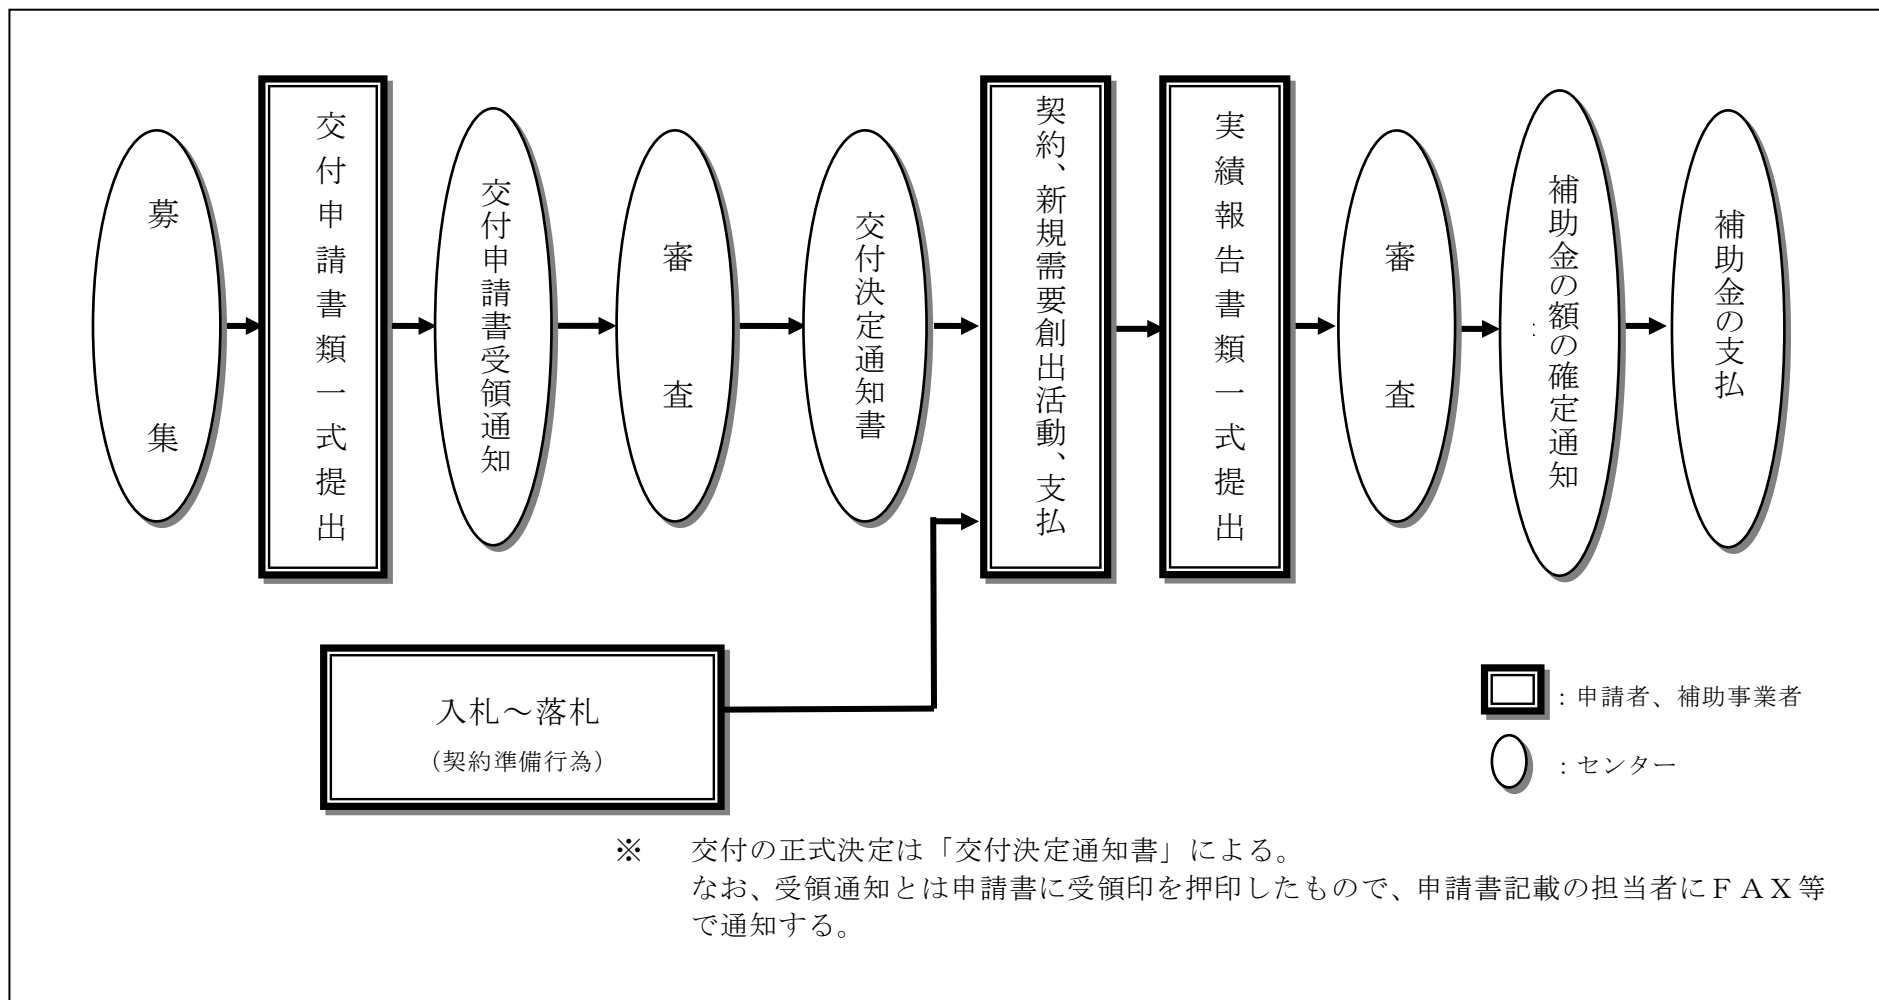 募集
交付申請書類一式提出
交付申請書受領通知
審査
交付決定通知書
契約、新規需要創出活動、支払
実績報告書類一式提出
審査
補助金の額の確定通知
補助金の支払
入札～落札
（契約準備行為）
：申請者、補助事業者
：センター
※　交付の正式決定は「交付決定通知書」による。
なお、受領通知とは申請書に受領印を押印したもので、申請書記載の担当者にＦＡＸ等
で通知する。